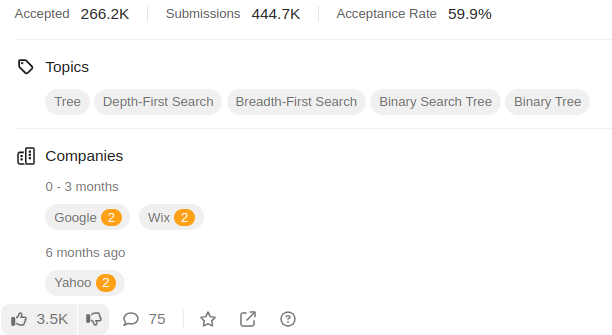 Accepted 266.2K Submissions 444.7K Acceptance Rate 59.9%
Topics
Tree Depth-First Search Breadth-First Search Binary Search Tree Binary Tree
Companies
0 - 3 months
Google 2 Wix 2
6 months ago
Yahoo 2
3.5K 75